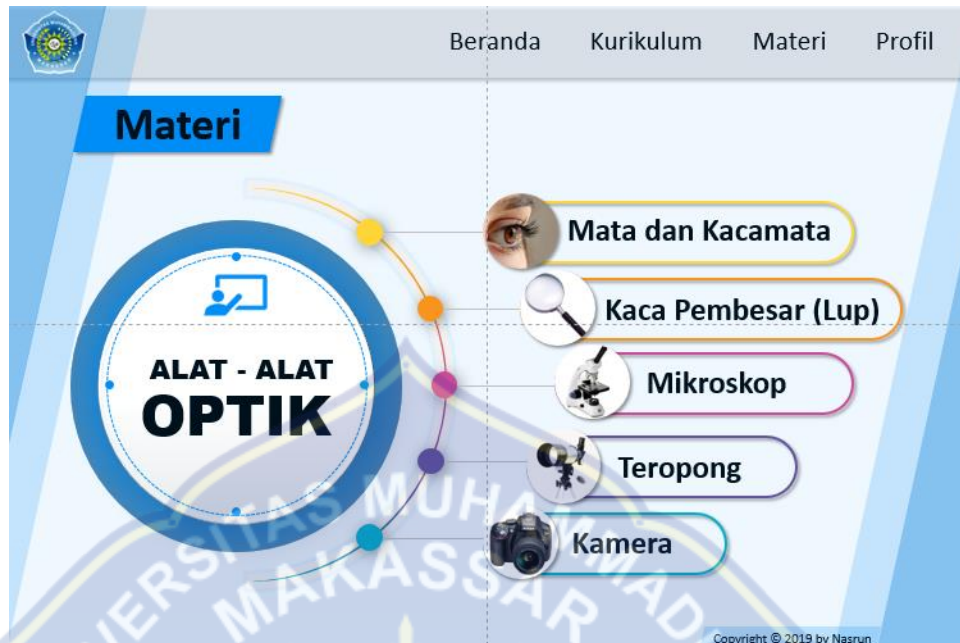 Beranda Kurikulum Materi Profil
Materi
ALAT - ALAT
OPTIK
Mata dan Kacamata
Kaca Pembesar (Lup)
Mikroskop
Teropong
Kamera
MAKASSAR
Copyright © 2019 by Nasrun